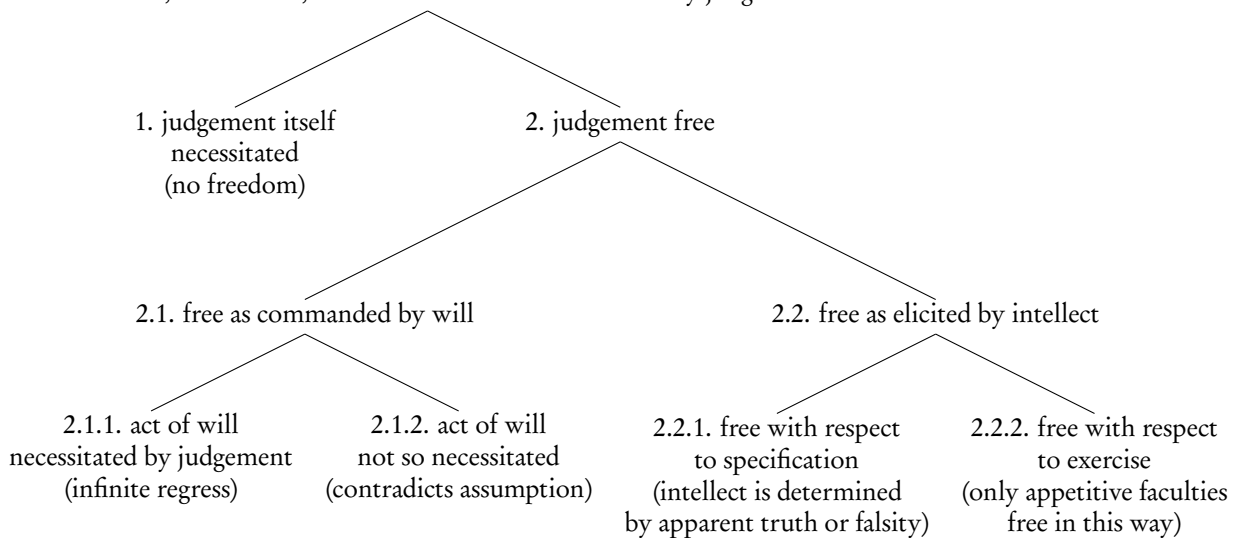 1. judgement itself
necessitated
(no freedom)
2. judgement free
2.1. free as commanded by will
2.2. free as elicited by intellect
2.1.1. act of will
necessitated by judgement
(infinite regress)
2.1.2. act of will
not so necessitated
(contradicts assumption)
2.2.1. free with respect
to specification
(intellect is determined
by apparent truth or falsity)
2.2.2. free with respect
to exercise
(only appetitive faculties
free in this way)